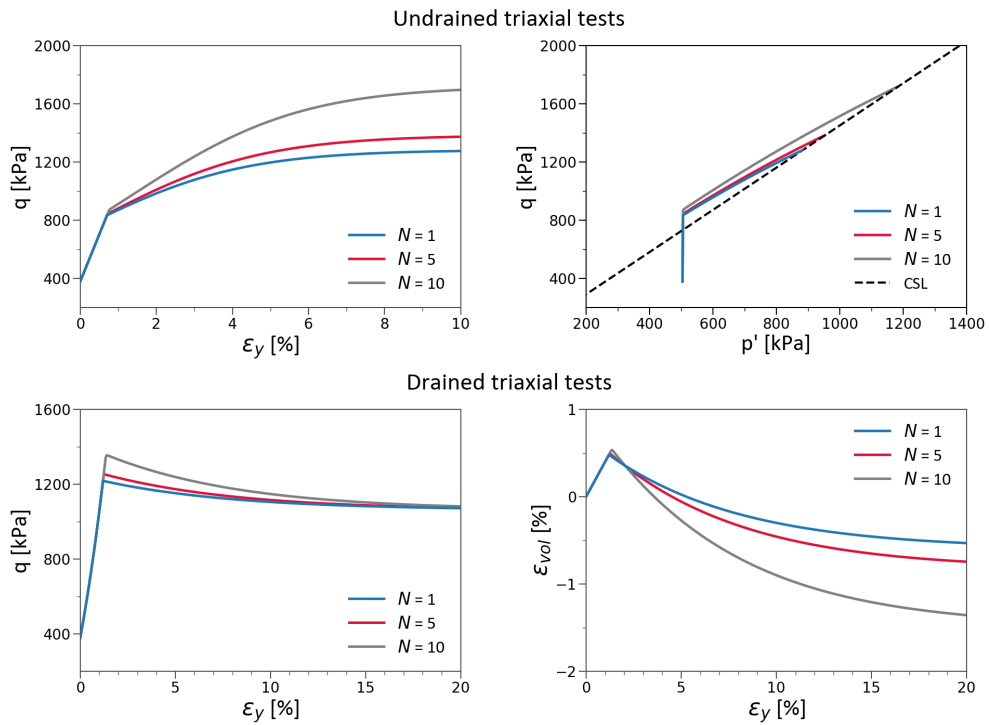 Undrained triaxial tests
2000
1600
1200
800
400
q [kPa]
0 2 4 6 8 10
εy [%]
N = 1
N = 5
N = 10
2000
1600
1200
800
400
q [kPa]
200 400 600 800 1000 1200 1400
p' [kPa]
N = 1
N = 5
N = 10
CSL
Drained triaxial tests
1600
1200
800
400
q [kPa]
0 5 10 15 20
εy [%]
N = 1
N = 5
N = 10
1
0
−1
−2
εvol [%]
0 5 10 15 20
εy [%]
N = 1
N = 5
N = 10